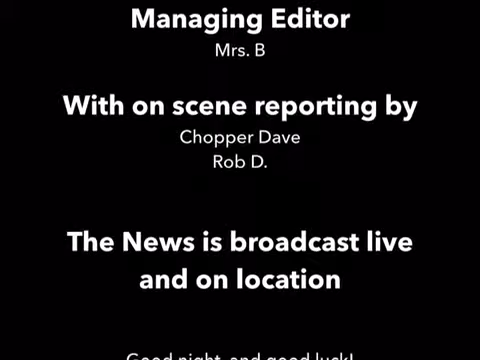 Managing Editor
Mrs. B
With on scene reporting by
Chopper Dave
Rob D.
The News is broadcast live
and on location
Good night, and good luck!